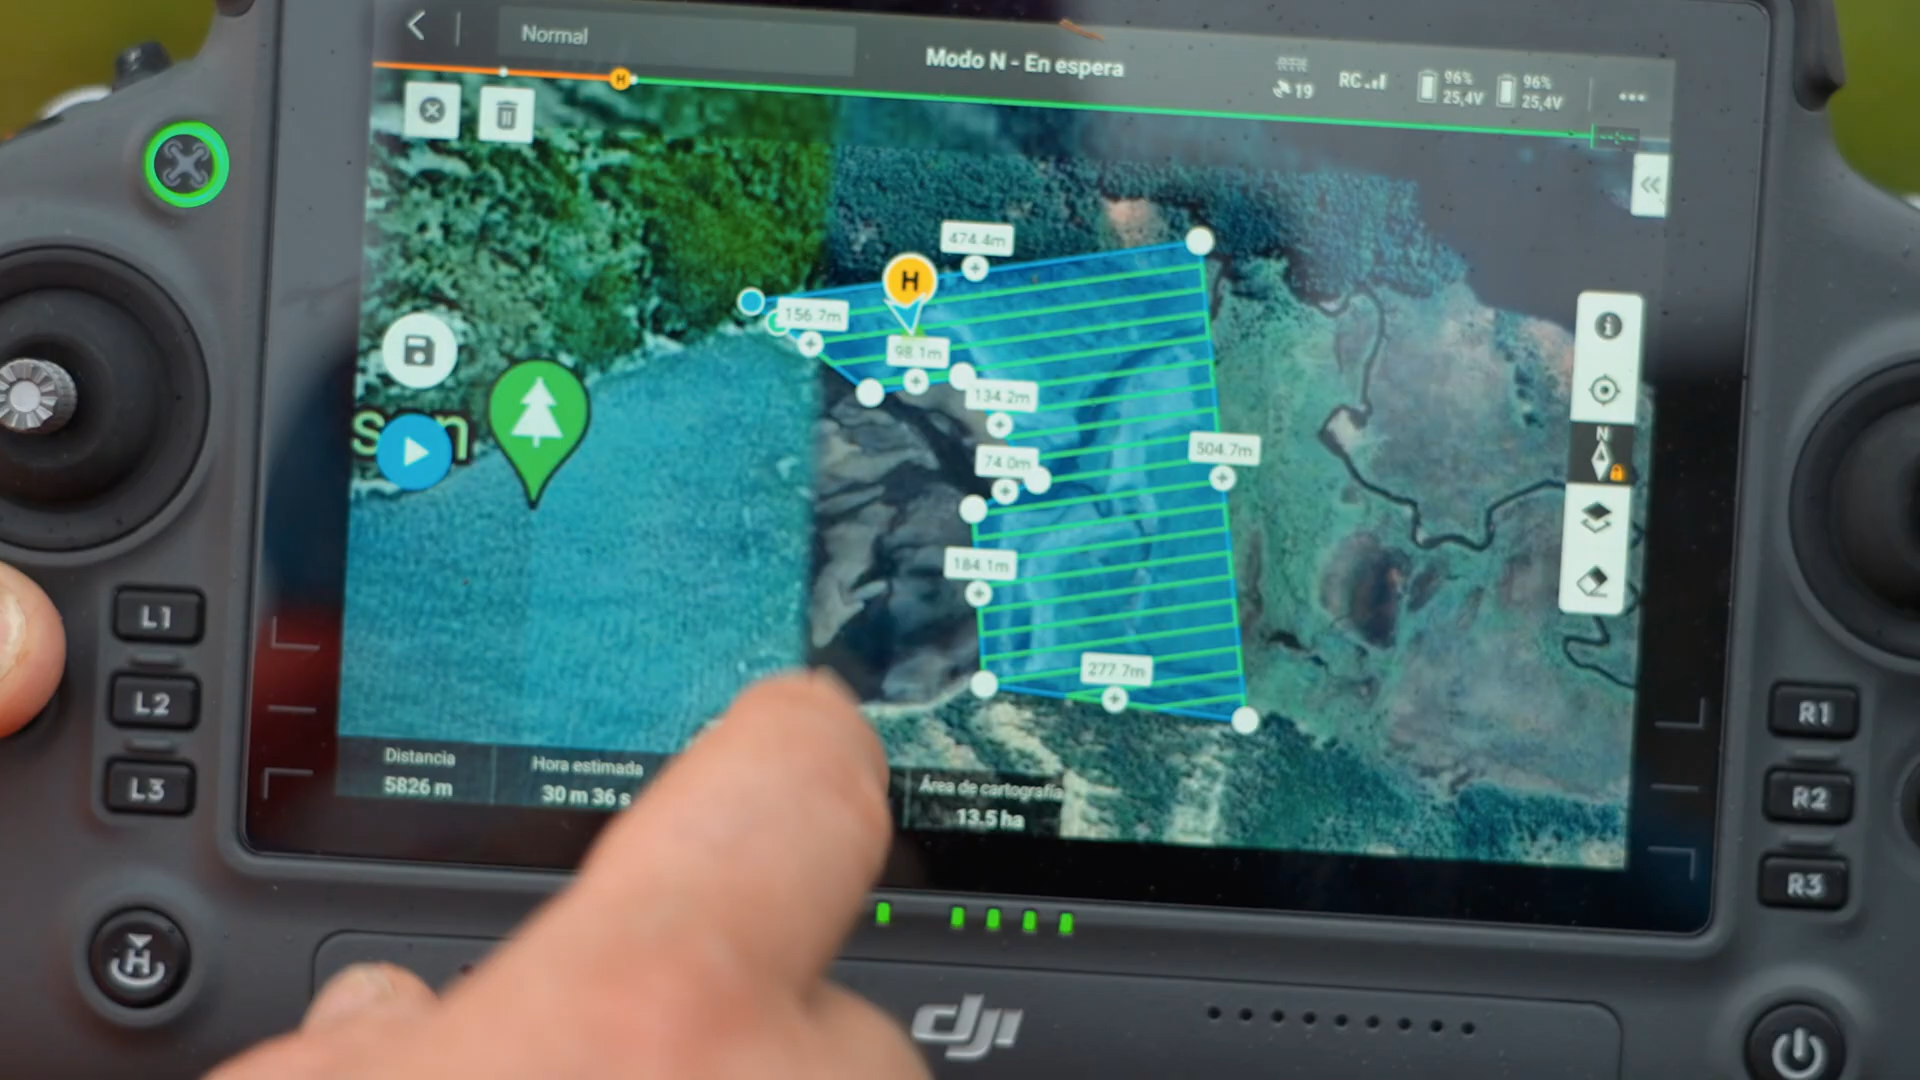 Normal
Modo N - En espera
RTK
19
RC
96%
25,4V
96%
25,4V
474.4m
H
H
156.7m
98.1m
134.2m
74.0m
504.7m
184.1m
277.7m
N
Distancia
5826 m
Hora estimada
30 m 36 s
Área de cartografía
13.5 ha
L1
L2
L3
R1
R2
R3
H
dji